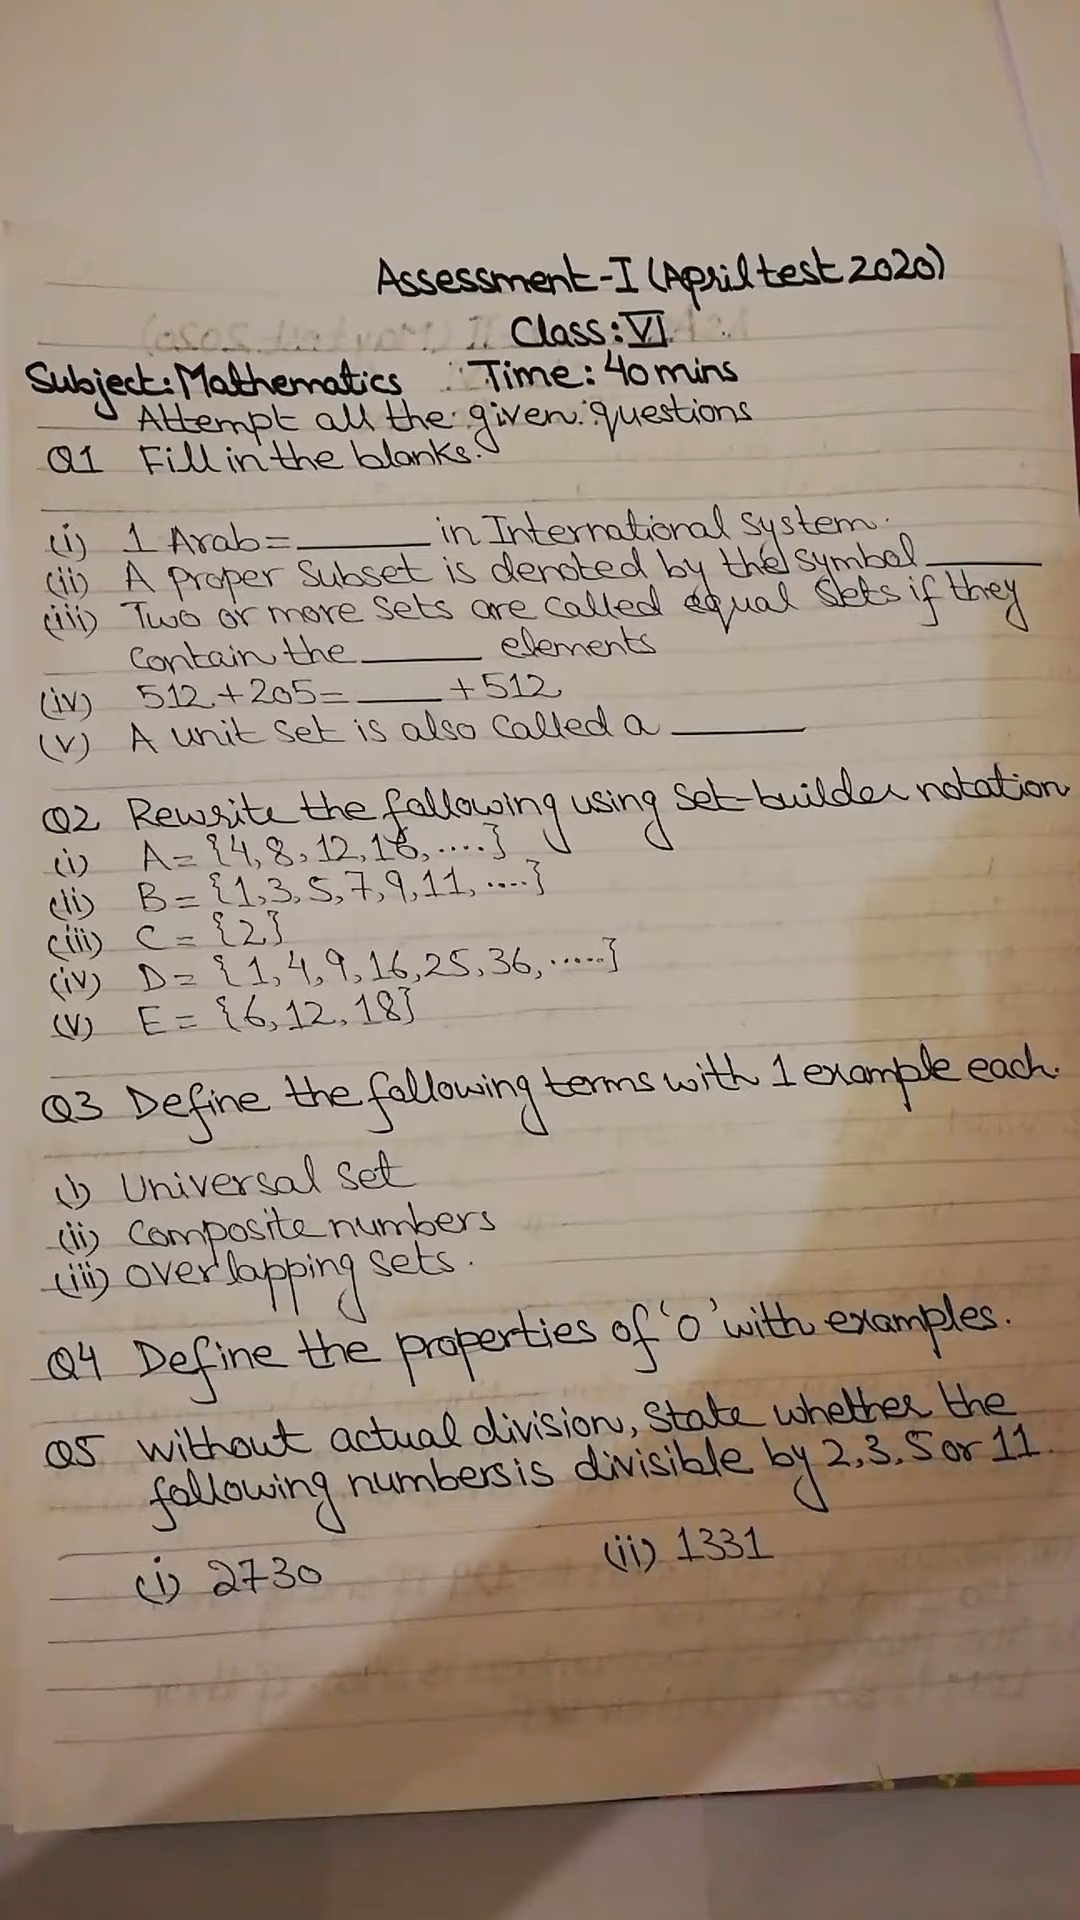 Assessment-I (April test 2020)
Class: VI
Subject: Mathematics Time: 40 mins
Attempt all the given questions
Q1 Fill in the blanks.
(i) 1 Arab = ______ in International System.
(ii) A proper Subset is denoted by the symbol ______
(iii) Two or more sets are called equal Sets if they
contain the ______ elements
(iv) 512 + 205 = ____ + 512
(v) A unit set is also called a ______
Q2 Rewrite the following using set-builder notation
(i) A = {4, 8, 12, 16, ....}
(ii) B = {1, 3, 5, 7, 9, 11, ....}
(iii) C = {2}
(iv) D = {1, 4, 9, 16, 25, 36, .....}
(v) E = {6, 12, 18}
Q3 Define the following terms with 1 example each.
(i) Universal set
(ii) Composite numbers
(iii) overlapping sets.
Q4 Define the properties of '0' with examples.
Q5 without actual division, State whether the
following numbers is divisible by 2, 3, 5 or 11.
(i) 2730 (ii) 1331